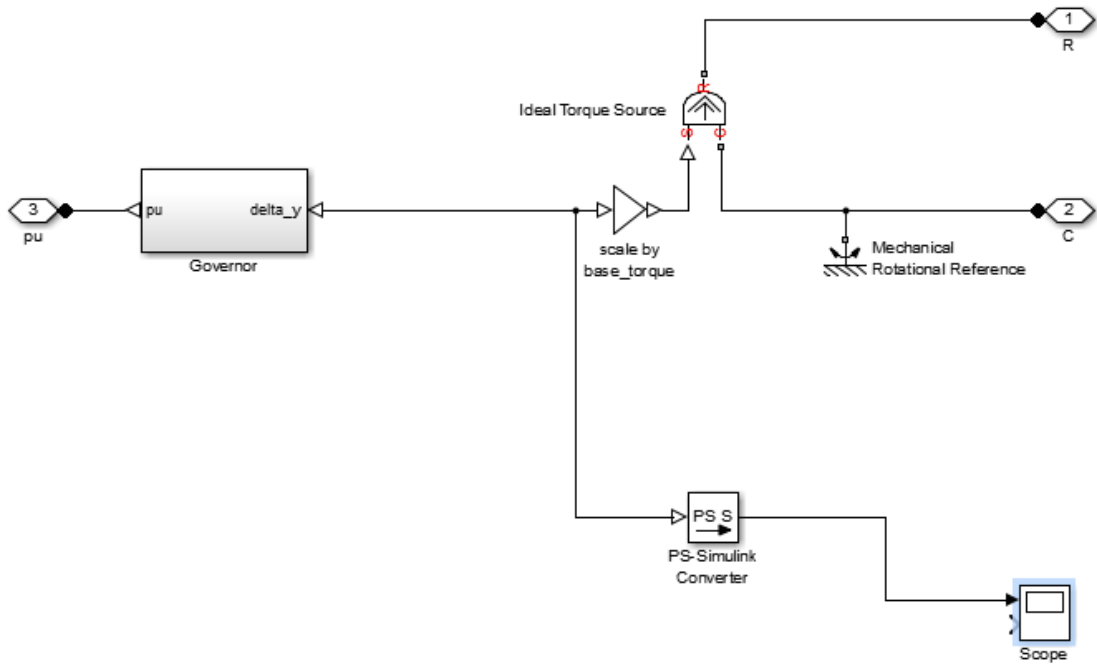 1
R
R
Ideal Torque Source
S
C
3
pu
pu
delta_y
Governor
scale by
base_torque
2
C
Mechanical
Rotational Reference
PS S
PS-Simulink
Converter
Scope